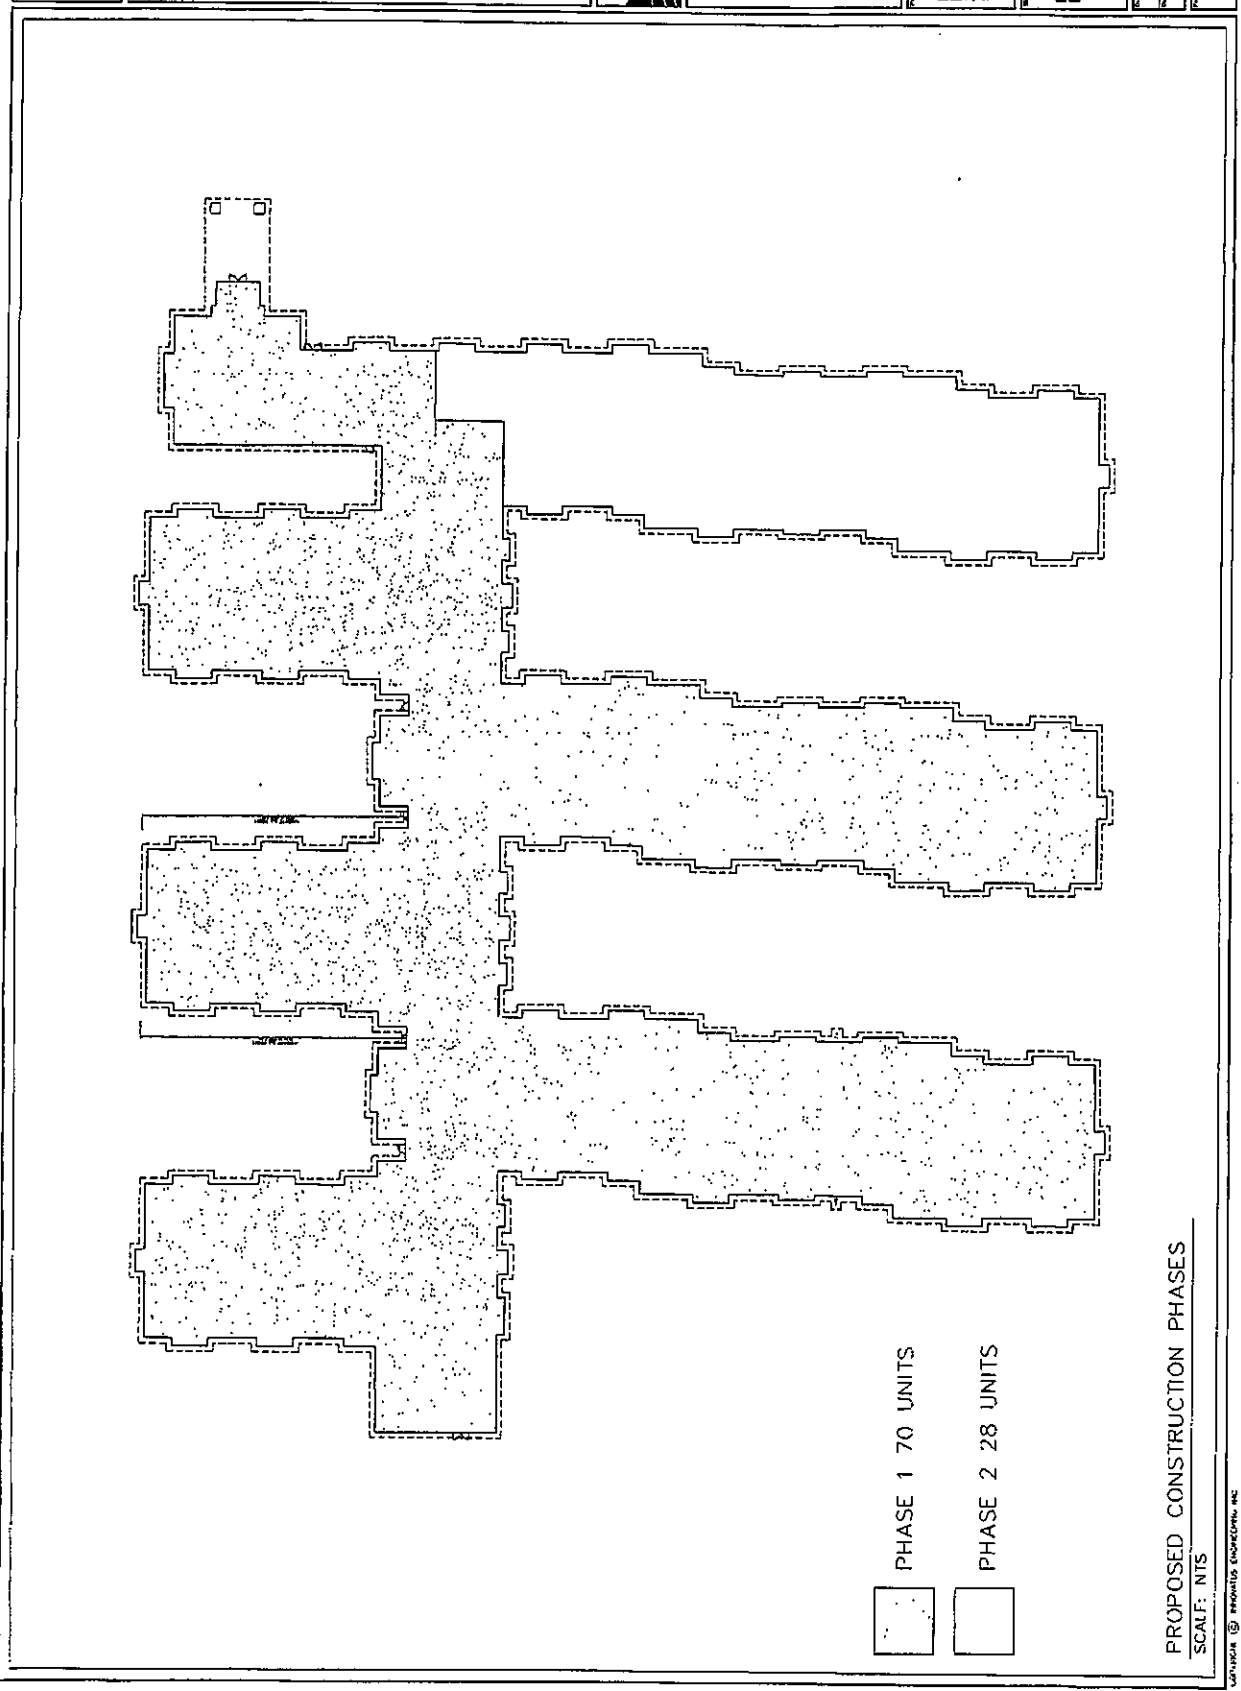 PHASE 1 70 UNITS
PHASE 2 28 UNITS
PROPOSED CONSTRUCTION PHASES
SCALE: NTS